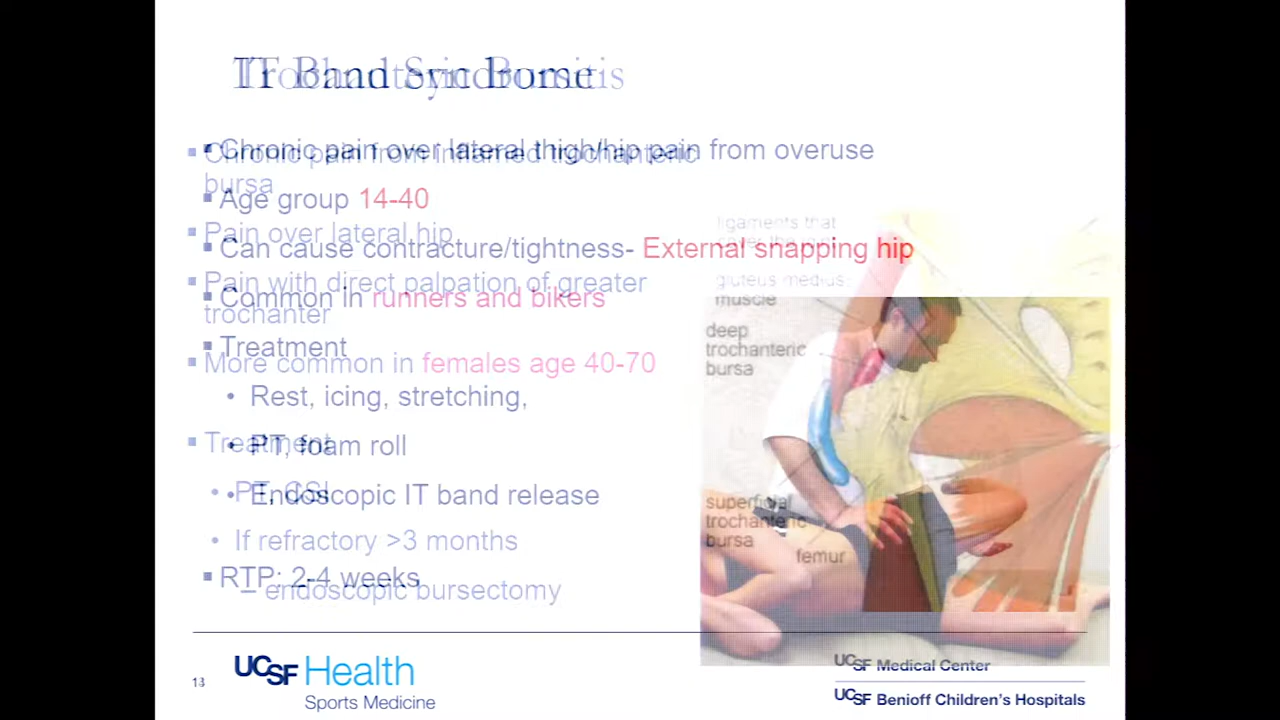 IT Band Syndrome
Trochanteric Bursitis
▪ Chronic pain over lateral thigh/hip pain from overuse
▪ Age group 14-40
▪ Can cause contracture/tightness- External snapping hip
▪ Common in runners and bikers
▪ Treatment
• Rest, icing, stretching,
• PT, foam roll
• Endoscopic IT band release
▪ RTP: 2-4 weeks
▪ Chronic pain from inflamed trochanteric
bursa
▪ Pain over lateral hip
▪ Pain with direct palpation of greater
trochanter
▪ More common in females age 40-70
▪ Treatment
• PT, CSI
• If refractory >3 months
– endoscopic bursectomy
ligaments that
gluteus medius
muscle
deep
trochanteric
bursa
superficial
trochanteric
bursa
femur
UCSF Health
Sports Medicine
UCSF Medical Center
UCSF Benioff Children's Hospitals